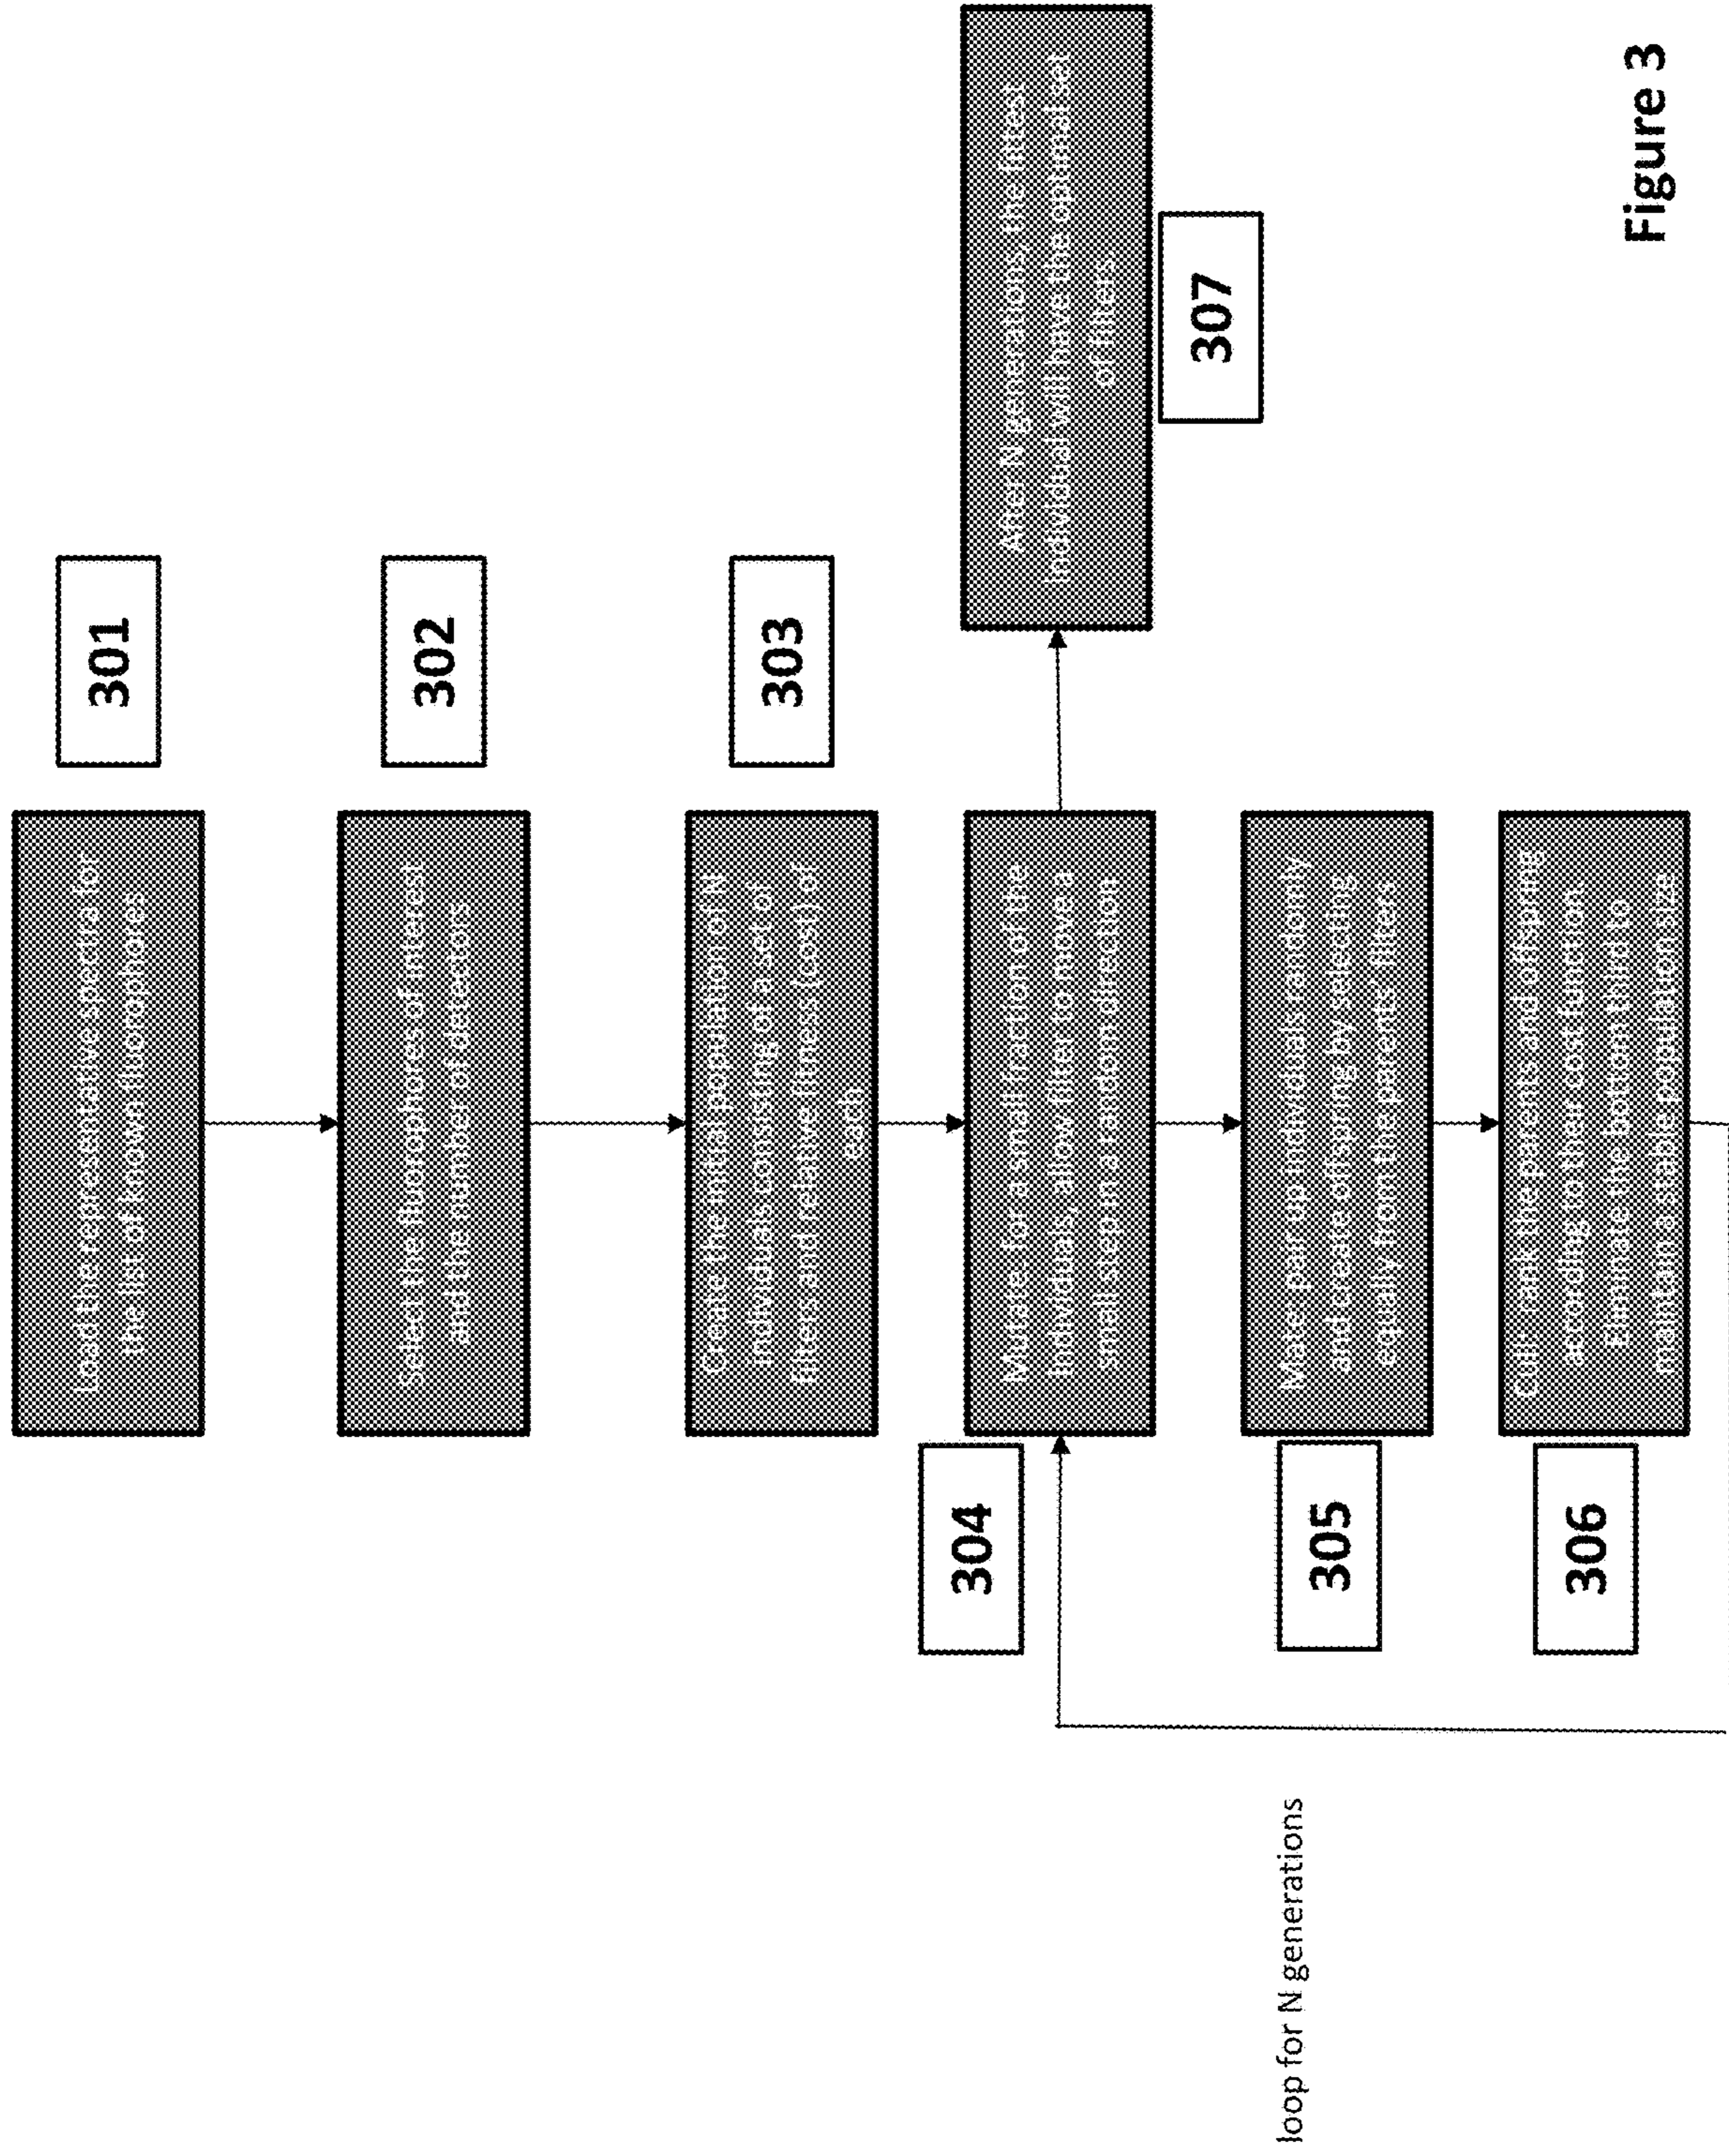 301
Load the representative spectra for
the list of known fluorophores
302
Select the fluorophores of interest
and the number of detectors
303
Create the initial population of N
individuals consisting of a set of
filters and relative fitness (cost) of
each
304
Mutate: for a small fraction of the
individuals, allow filter to move a
small step in a random direction
After N generations, the fittest
individual will have the optimal set
of filters
307
305
Mate: pair up individuals randomly
and create offspring by selecting
equally from the parents' filters
306
Cull: rank the parents and offspring
according to their cost function.
Eliminate the bottom third to
maintain a stable population size
loop for N generations
Figure 3